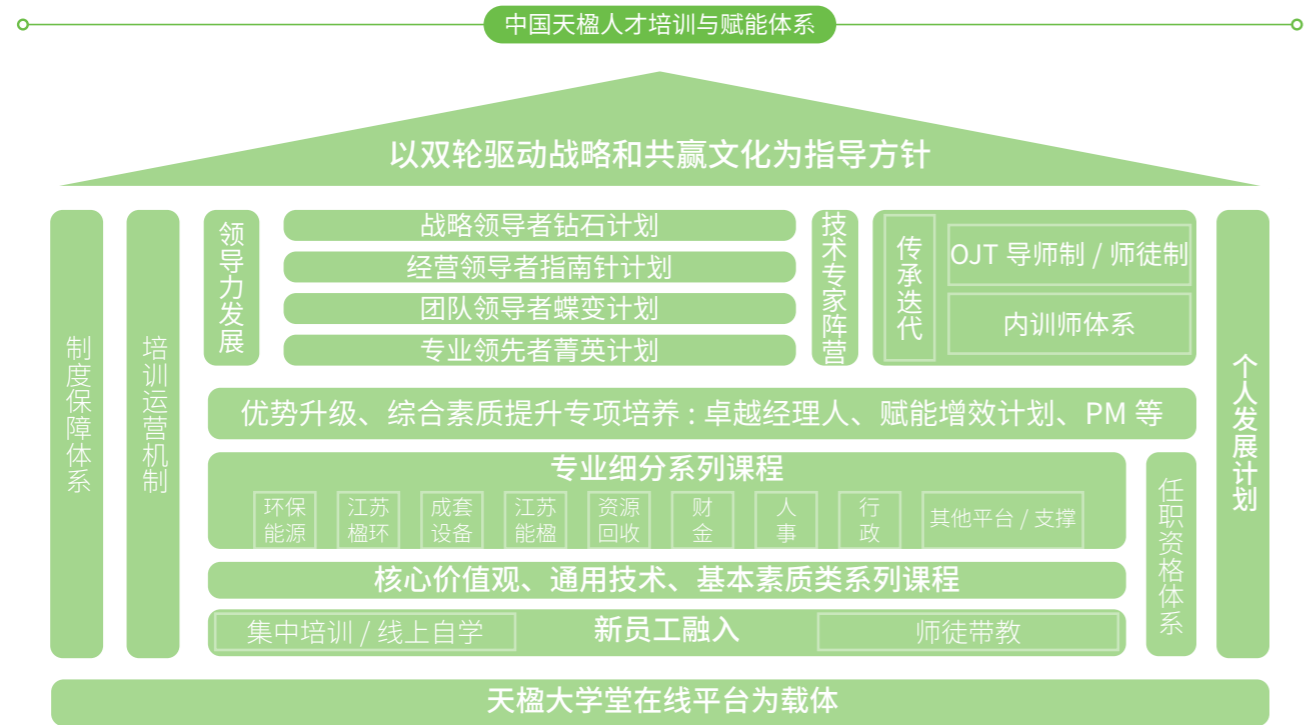 中国天楹人才培训与赋能体系
以双轮驱动战略和共赢文化为指导方针
制度保障体系
培训运营机制
领导力发展
战略领导者钻石计划
经营领导者指南针计划
团队领导者蝶变计划
专业领先者菁英计划
技术专家阵营
传承迭代
OJT 导师制 / 师徒制
内训师体系
个人发展计划
优势升级、综合素质提升专项培养 : 卓越经理人、赋能增效计划、PM 等
专业细分系列课程
环保
能源
江苏
楹环
成套
设备
江苏
能楹
资源
回收
财
金
人
事
行
政
其他平台 / 支撑
任职资格体系
核心价值观、通用技术、基本素质类系列课程
集中培训 / 线上自学
新员工融入
师徒带教
天楹大学堂在线平台为载体